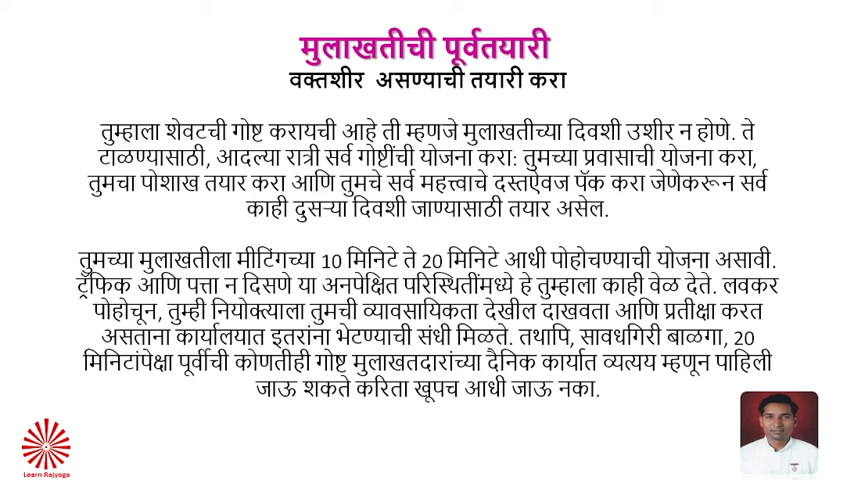 मुलाखतीची पूर्वतयारी
वक्तशीर असण्याची तयारी करा
तुम्हाला शेवटची गोष्ट करायची आहे ती म्हणजे मुलाखतीच्या दिवशी उशीर न होणे. ते
टाळण्यासाठी, आदल्या रात्री सर्व गोष्टींची योजना करा: तुमच्या प्रवासाची योजना करा,
तुमचा पोशाख तयार करा आणि तुमचे सर्व महत्त्वाचे दस्तऐवज पॅक करा जेणेकरून सर्व
काही दुसऱ्या दिवशी जाण्यासाठी तयार असेल.
तुमच्या मुलाखतीला मीटिंगच्या 10 मिनिटे ते 20 मिनिटे आधी पोहोचण्याची योजना असावी.
ट्रॅफिक आणि पत्ता न दिसणे या अनपेक्षित परिस्थितींमध्ये हे तुम्हाला काही वेळ देते. लवकर
पोहोचून, तुम्ही नियोक्त्याला तुमची व्यावसायिकता देखील दाखवता आणि प्रतीक्षा करत
असताना कार्यालयात इतरांना भेटण्याची संधी मिळते. तथापि, सावधगिरी बाळगा, 20
मिनिटांपेक्षा पूर्वीची कोणतीही गोष्ट मुलाखतदारांच्या दैनिक कार्यात व्यत्यय म्हणून पाहिली
जाऊ शकते करिता खूपच आधी जाऊ नका.
Learn Rajyoga